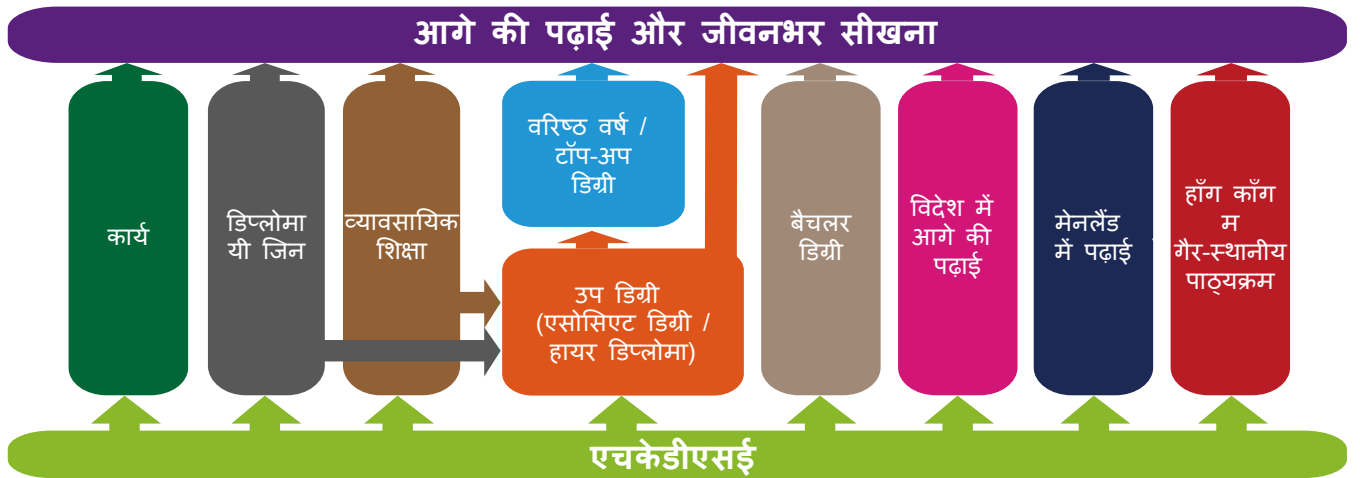 आगे की पढ़ाई और जीवनभर सीखना
कार्य
डिप्लोमा
यी जिन
व्यावसायिक
शिक्षा
वरिष्ठ वर्ष /
टॉप-अप
डिग्री
उप डिग्री
(एसोसिएट डिग्री /
हायर डिप्लोमा)
बैचलर
डिग्री
विदेश में
आगे की
पढ़ाई
मेनलैंड
में पढ़ाई
हाँग काँग
म
गैर-स्थानीय
पाठ्यक्रम
एचकेडीएसई